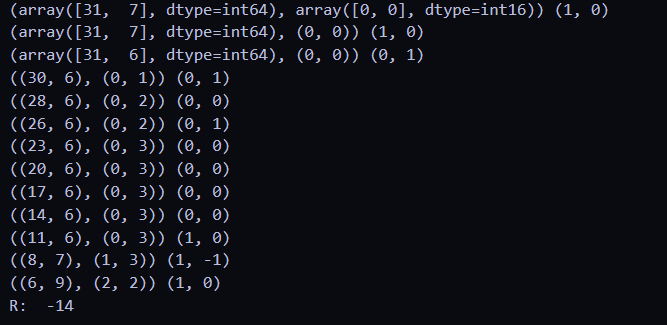 (array([31,  7], dtype=int64), array([0, 0], dtype=int16)) (1, 0)
(array([31,  7], dtype=int64), (0, 0)) (1, 0)
(array([31,  6], dtype=int64), (0, 0)) (0, 1)
((30, 6), (0, 1)) (0, 1)
((28, 6), (0, 2)) (0, 0)
((26, 6), (0, 2)) (0, 1)
((23, 6), (0, 3)) (0, 0)
((20, 6), (0, 3)) (0, 0)
((17, 6), (0, 3)) (0, 0)
((14, 6), (0, 3)) (0, 0)
((11, 6), (0, 3)) (1, 0)
((8, 7), (1, 3)) (1, -1)
((6, 9), (2, 2)) (1, 0)
R:  -14